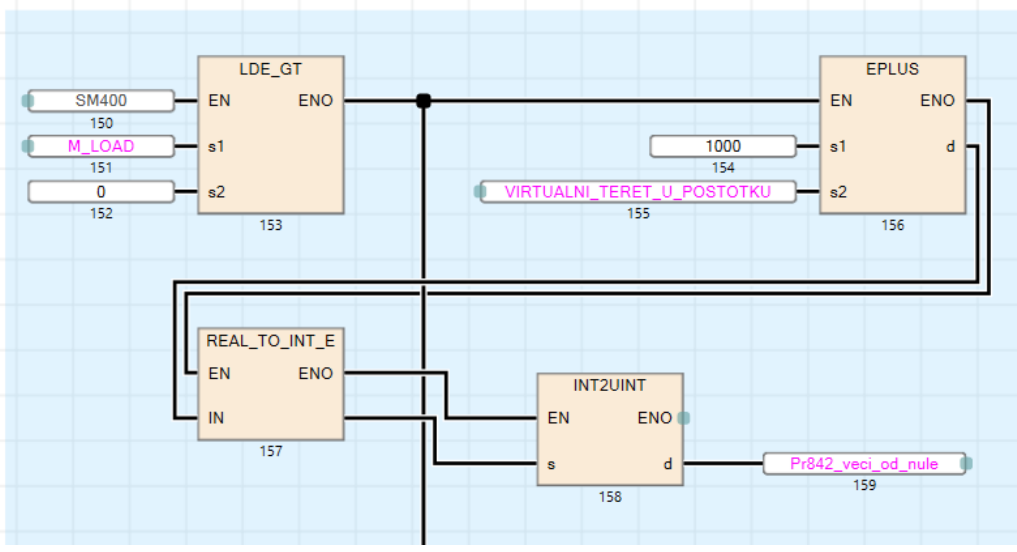 LDE_GT
SM400
EN
ENO
150
M_LOAD
s1
151
0
s2
152
153
EPLUS
EN
ENO
1000
s1
d
154
VIRTUALNI_TERET_U_POSTOTKU
s2
155
156
REAL_TO_INT_E
EN
ENO
IN
157
INT2UINT
EN
ENO
s
d
Pr842_veci_od_nule
158
159